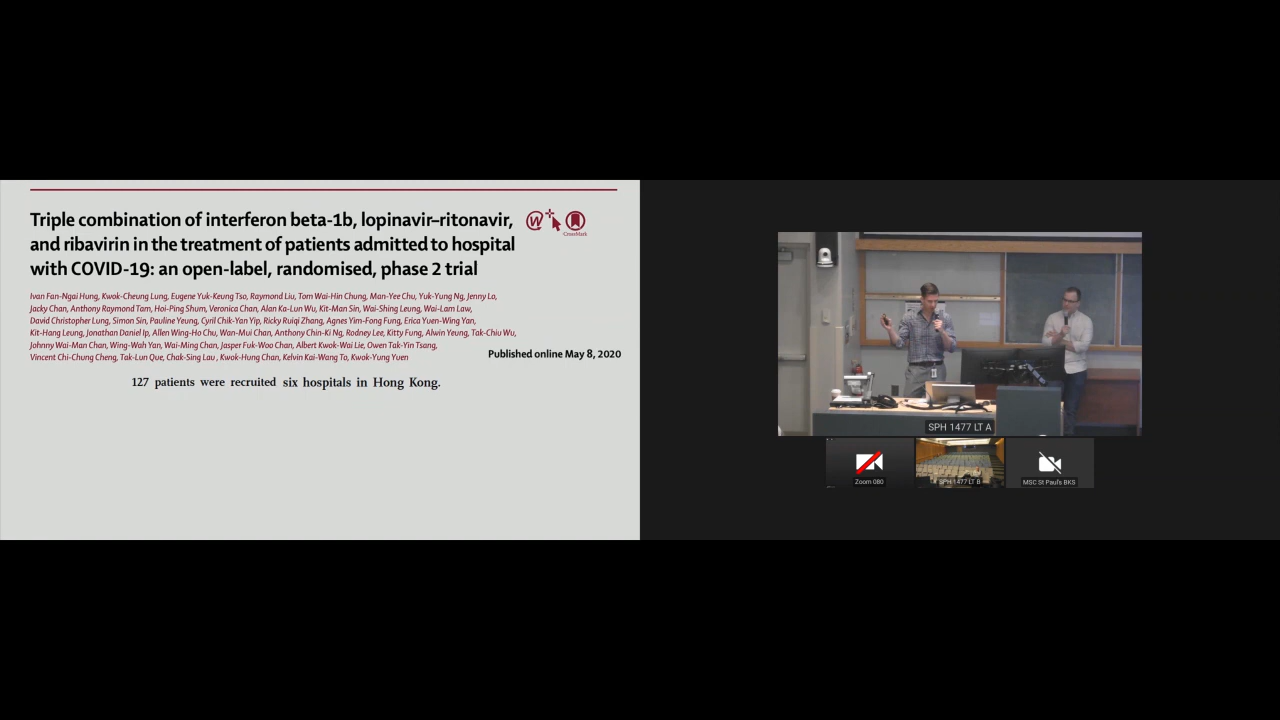 Triple combination of interferon beta-1b, lopinavir–ritonavir,
and ribavirin in the treatment of patients admitted to hospital
with COVID-19: an open-label, randomised, phase 2 trial
CrossMark
Ivan Fan-Ngai Hung, Kwok-Cheung Lung, Eugene Yuk-Keung Tso, Raymond Liu, Tom Wai-Hin Chung, Man-Yee Chu, Yuk-Yung Ng, Jenny Lo,
Jacky Chan, Anthony Raymond Tam, Hoi-Ping Shum, Veronica Chan, Alan Ka-Lun Wu, Kit-Man Sin, Wai-Shing Leung, Wai-Lam Law,
David Christopher Lung, Simon Sin, Pauline Yeung, Cyril Chik-Yan Yip, Ricky Ruiqi Zhang, Agnes Yim-Fong Fung, Erica Yuen-Wing Yan,
Kit-Hang Leung, Jonathan Daniel Ip, Allen Wing-Ho Chu, Wan-Mui Chan, Anthony Chin-Ki Ng, Rodney Lee, Kitty Fung, Alwin Yeung, Tak-Chiu Wu,
Johnny Wai-Man Chan, Wing-Wah Yan, Wai-Ming Chan, Jasper Fuk-Woo Chan, Albert Kwok-Wai Lie, Owen Tak-Yin Tsang,
Vincent Chi-Chung Cheng, Tak-Lun Que, Chak-Sing Lau, Kwok-Hung Chan, Kelvin Kai-Wang To, Kwok-Yung Yuen
Published online May 8, 2020
127 patients were recruited six hospitals in Hong Kong.
SPH 1477 LT A
Zoom 080
SPH 1477 LT B
MSC St Pauls BKS